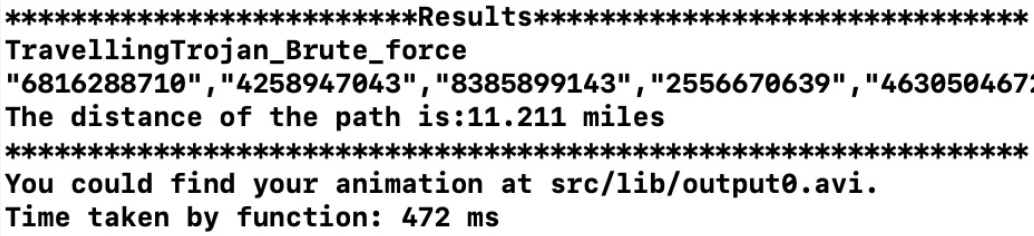 *************************Results******************************
TravellingTrojan_Brute_force
"6816288710","4258947043","8385899143","2556670639","463050467
The distance of the path is:11.211 miles
**************************************************************
You could find your animation at src/lib/output0.avi.
Time taken by function: 472 ms